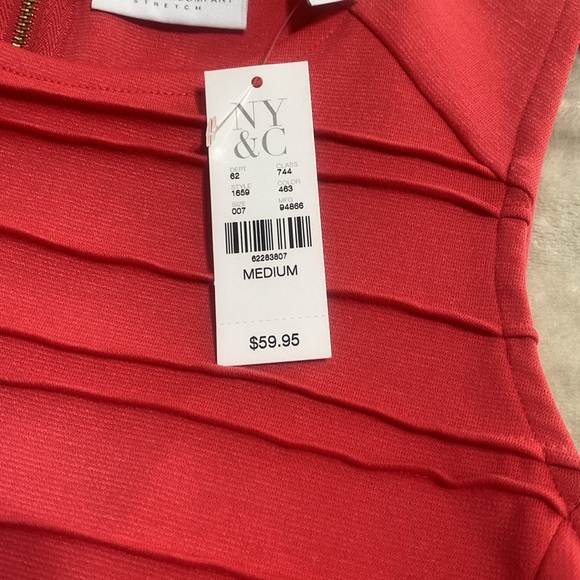 STRETCH
NY
&C
DEPT CLASS
62 744
STYLE COLOR
1659 463
SIZE MFG
007 94866
62283807
MEDIUM
$59.95